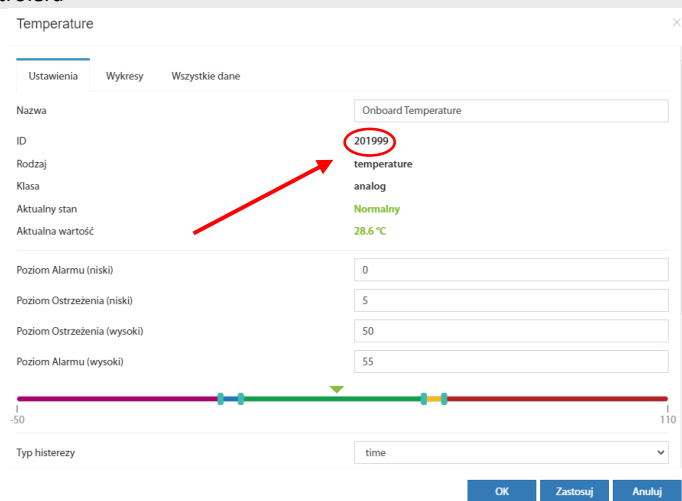 Temperature ×
Ustawienia Wykresy Wszystkie dane
Nazwa Onboard Temperature
ID 201999
Rodzaj temperature
Klasa analog
Aktualny stan Normalny
Aktualna wartość 28.6 °C
Poziom Alarmu (niski) 0
Poziom Ostrzeżenia (niski) 5
Poziom Ostrzeżenia (wysoki) 50
Poziom Alarmu (wysoki) 55
-50 110
Typ histerezy time
OK Zastosuj Anuluj